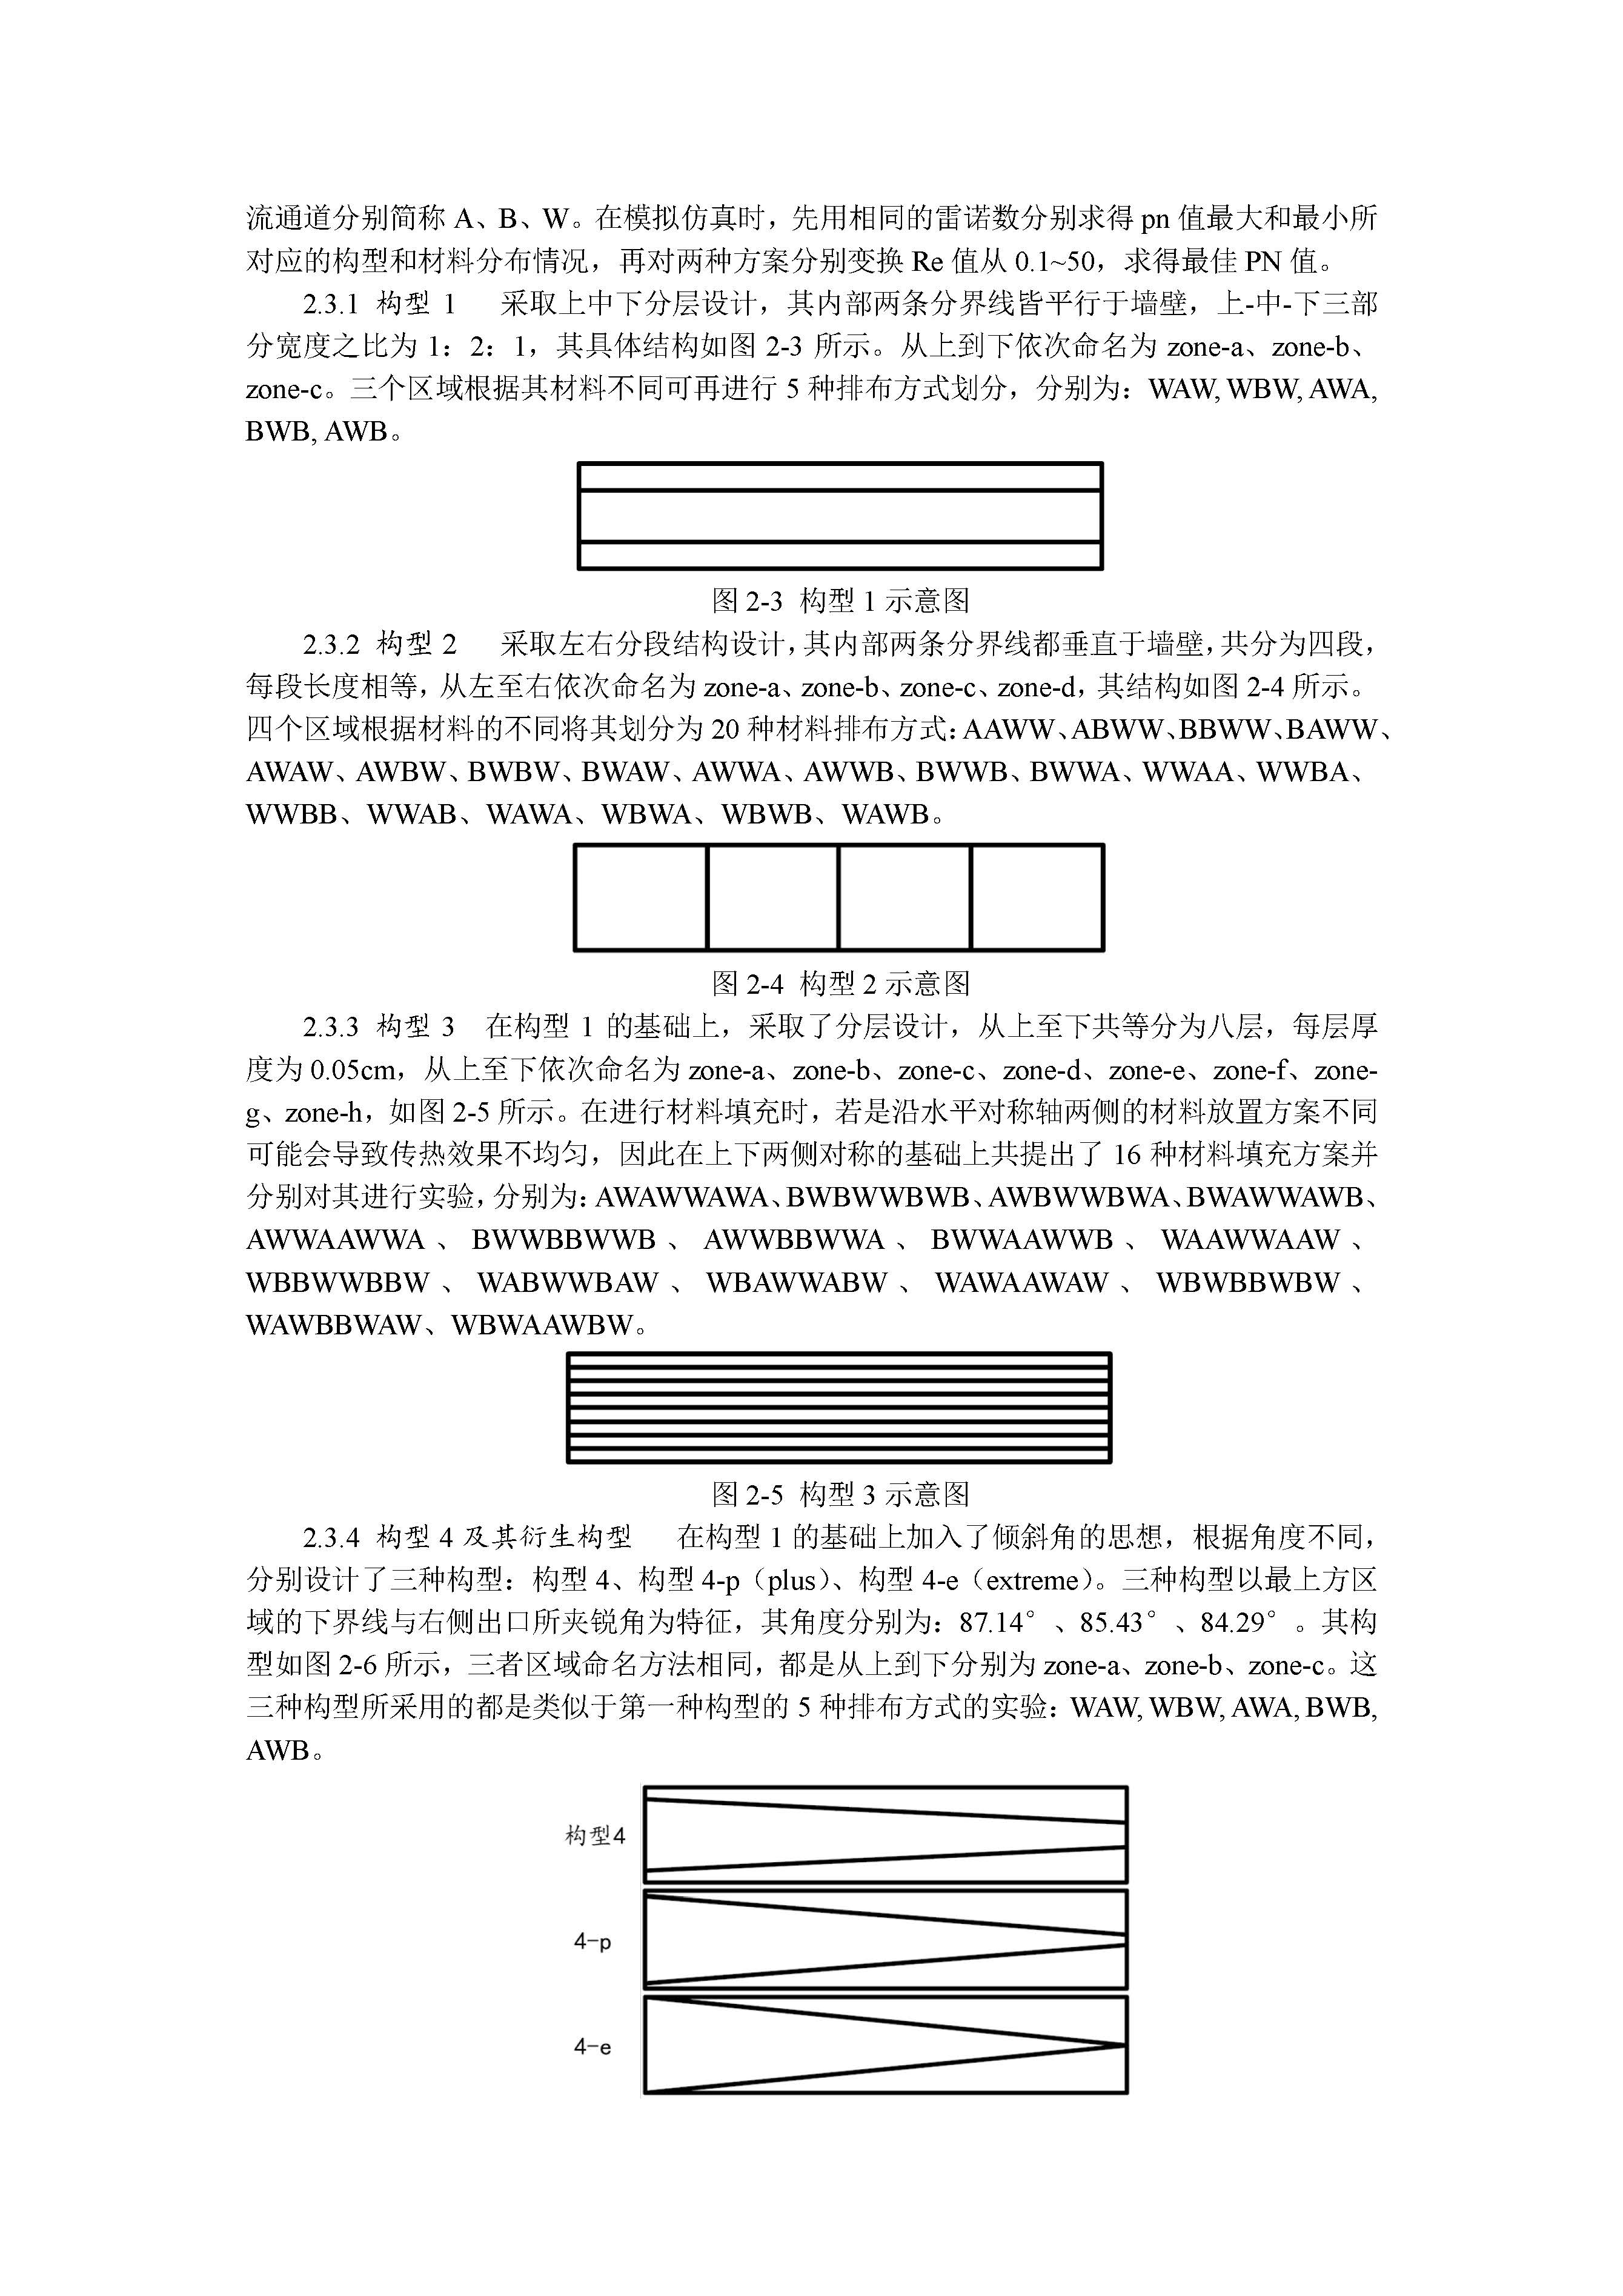 流通道分别简称 A、B、W。在模拟仿真时，先用相同的雷诺数分别求得 pn 值最大和最小所
对应的构型和材料分布情况，再对两种方案分别变换 Re 值从 0.1~50，求得最佳 PN 值。
2.3.1 构型 1 采取上中下分层设计，其内部两条分界线皆平行于墙壁，上-中-下三部
分宽度之比为 1：2：1，其具体结构如图 2-3 所示。从上到下依次命名为 zone-a、zone-b、
zone-c。三个区域根据其材料不同可再进行 5 种排布方式划分，分别为：WAW, WBW, AWA,
BWB, AWB。
图 2-3 构型 1 示意图
2.3.2 构型 2 采取左右分段结构设计，其内部两条分界线都垂直于墙壁，共分为四段，
每段长度相等，从左至右依次命名为 zone-a、zone-b、zone-c、zone-d，其结构如图 2-4 所示。
四个区域根据材料的不同将其划分为 20 种材料排布方式：AAWW、ABWW、BBWW、BAWW、
AWAW、AWBW、BWBW、BWAW、AWWA、AWWB、BWWB、BWWA、WWAA、WWBA、
WWBB、WWAB、WAWA、WBWA、WBWB、WAWB。
图 2-4 构型 2 示意图
2.3.3 构型 3 在构型 1 的基础上，采取了分层设计，从上至下共等分为八层，每层厚
度为 0.05cm，从上至下依次命名为 zone-a、zone-b、zone-c、zone-d、zone-e、zone-f、zone-
g、zone-h，如图 2-5 所示。在进行材料填充时，若是沿水平对称轴两侧的材料放置方案不同
可能会导致传热效果不均匀，因此在上下两侧对称的基础上共提出了 16 种材料填充方案并
分别对其进行实验，分别为：AWAWWAWA、BWBWWBWB、AWBWWBWA、BWAWWAWB、
AWWAAWWA、BWWBBWWB、AWWBBWWA、BWWAAWWB、WAAWWAAW、
WBBWWBBW、WABWWBAW、WBAWWABW、WAWAAWAW、WBWBBWBW、
WAWBBWAW、WBWAAWBW。
图 2-5 构型 3 示意图
2.3.4 构型 4 及其衍生构型 在构型 1 的基础上加入了倾斜角的思想，根据角度不同，
分别设计了三种构型：构型 4、构型 4-p（plus）、构型 4-e（extreme）。三种构型以最上方区
域的下界线与右侧出口所夹锐角为特征，其角度分别为：87.14°、85.43°、84.29°。其构
型如图 2-6 所示，三者区域命名方法相同，都是从上到下分别为 zone-a、zone-b、zone-c。这
三种构型所采用的都是类似于第一种构型的 5 种排布方式的实验：WAW, WBW, AWA, BWB,
AWB。
构型4
4-p
4-e